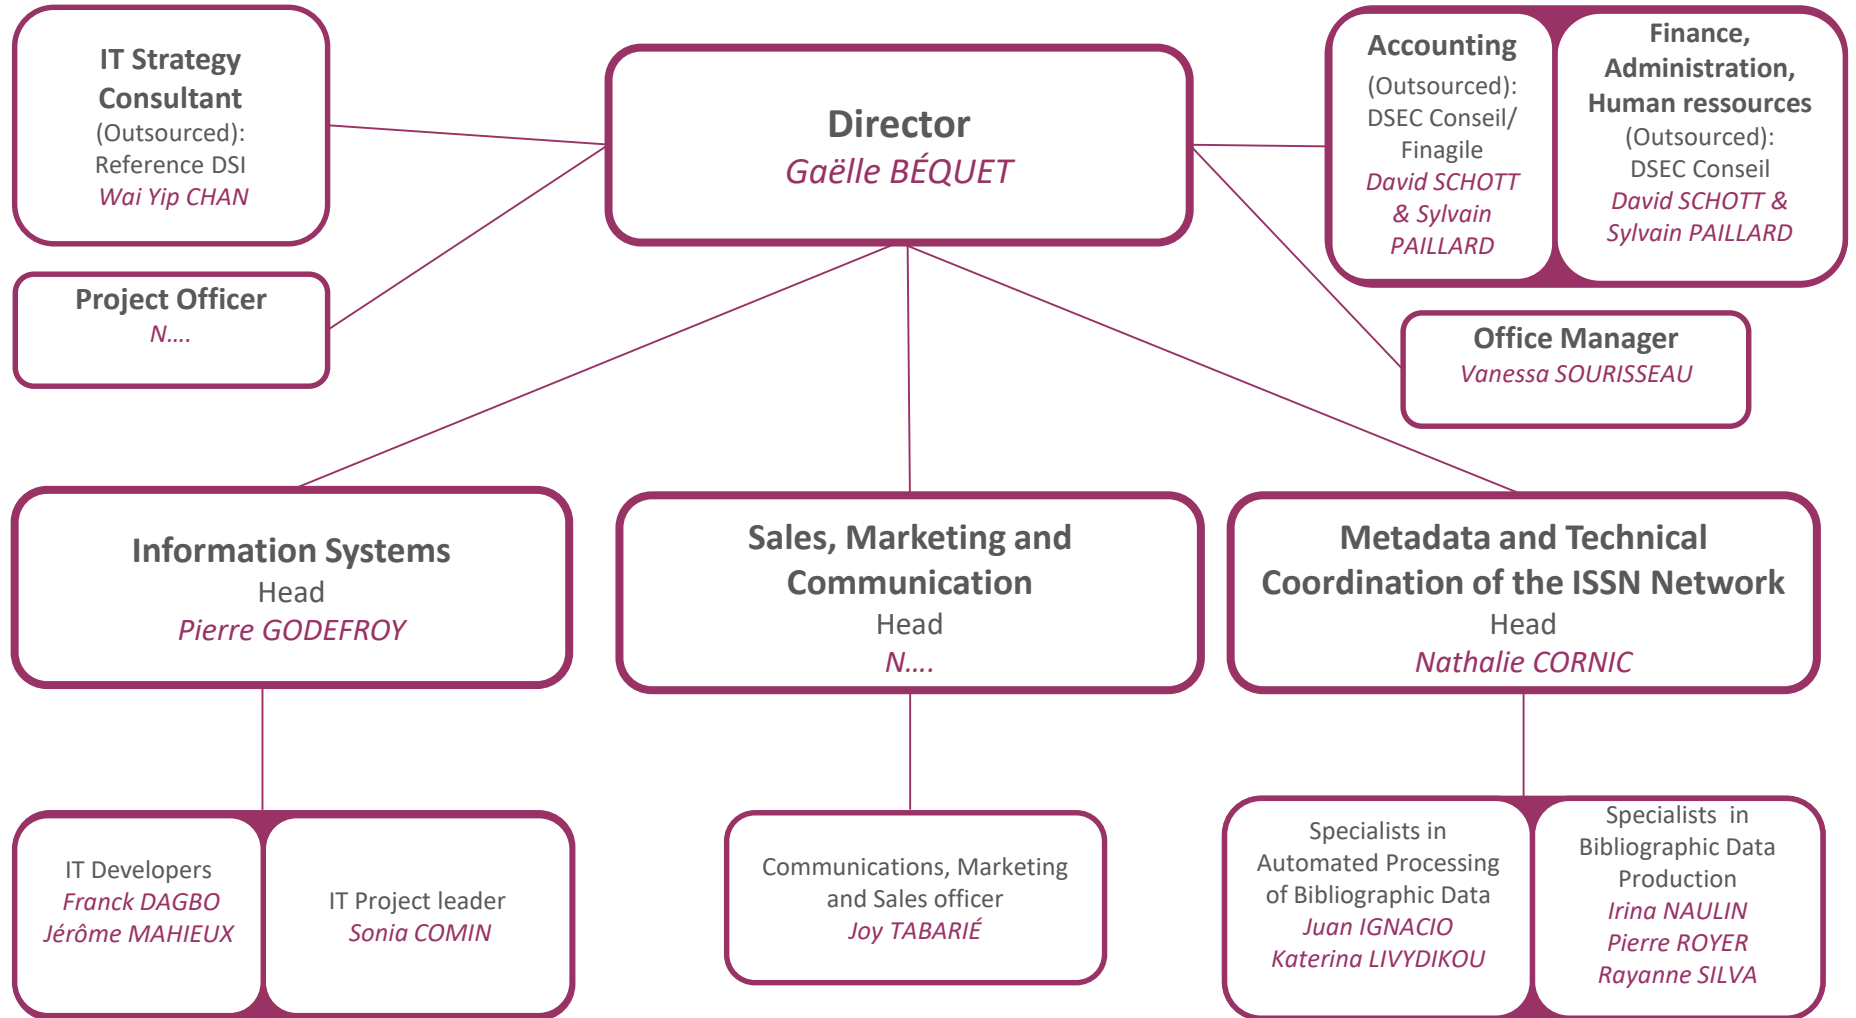 IT Strategy
Consultant
(Outsourced):
Reference DSI
Wai Yip CHAN
Project Officer
N....
Director
Gaëlle BÉQUET
Accounting
(Outsourced):
DSEC Conseil/
Finagile
David SCHOTT
& Sylvain
PAILLARD
Finance,
Administration,
Human ressources
(Outsourced):
DSEC Conseil
David SCHOTT &
Sylvain PAILLARD
Office Manager
Vanessa SOURISSEAU
Information Systems
Head
Pierre GODEFROY
Sales, Marketing and
Communication
Head
N....
Metadata and Technical
Coordination of the ISSN Network
Head
Nathalie CORNIC
IT Developers
Franck DAGBO
Jérôme MAHIEUX
IT Project leader
Sonia COMIN
Communications, Marketing
and Sales officer
Joy TABARIÉ
Specialists in
Automated Processing
of Bibliographic Data
Juan IGNACIO
Katerina LIVYDIKOU
Specialists  in
Bibliographic Data
Production
Irina NAULIN
Pierre ROYER
Rayanne SILVA